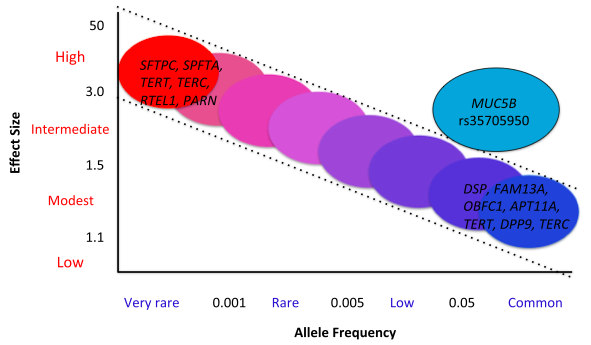 50
High
3.0
Intermediate
1.5
Modest
1.1
Low
Effect Size
SFTPC, SPFTA,
TERT, TERC,
RTEL1, PARN
MUC5B
rs35705950
DSP, FAM13A,
OBFC1, APT11A,
TERT, DPP9, TERC
Very rare 0.001 Rare 0.005 Low 0.05 Common
Allele Frequency